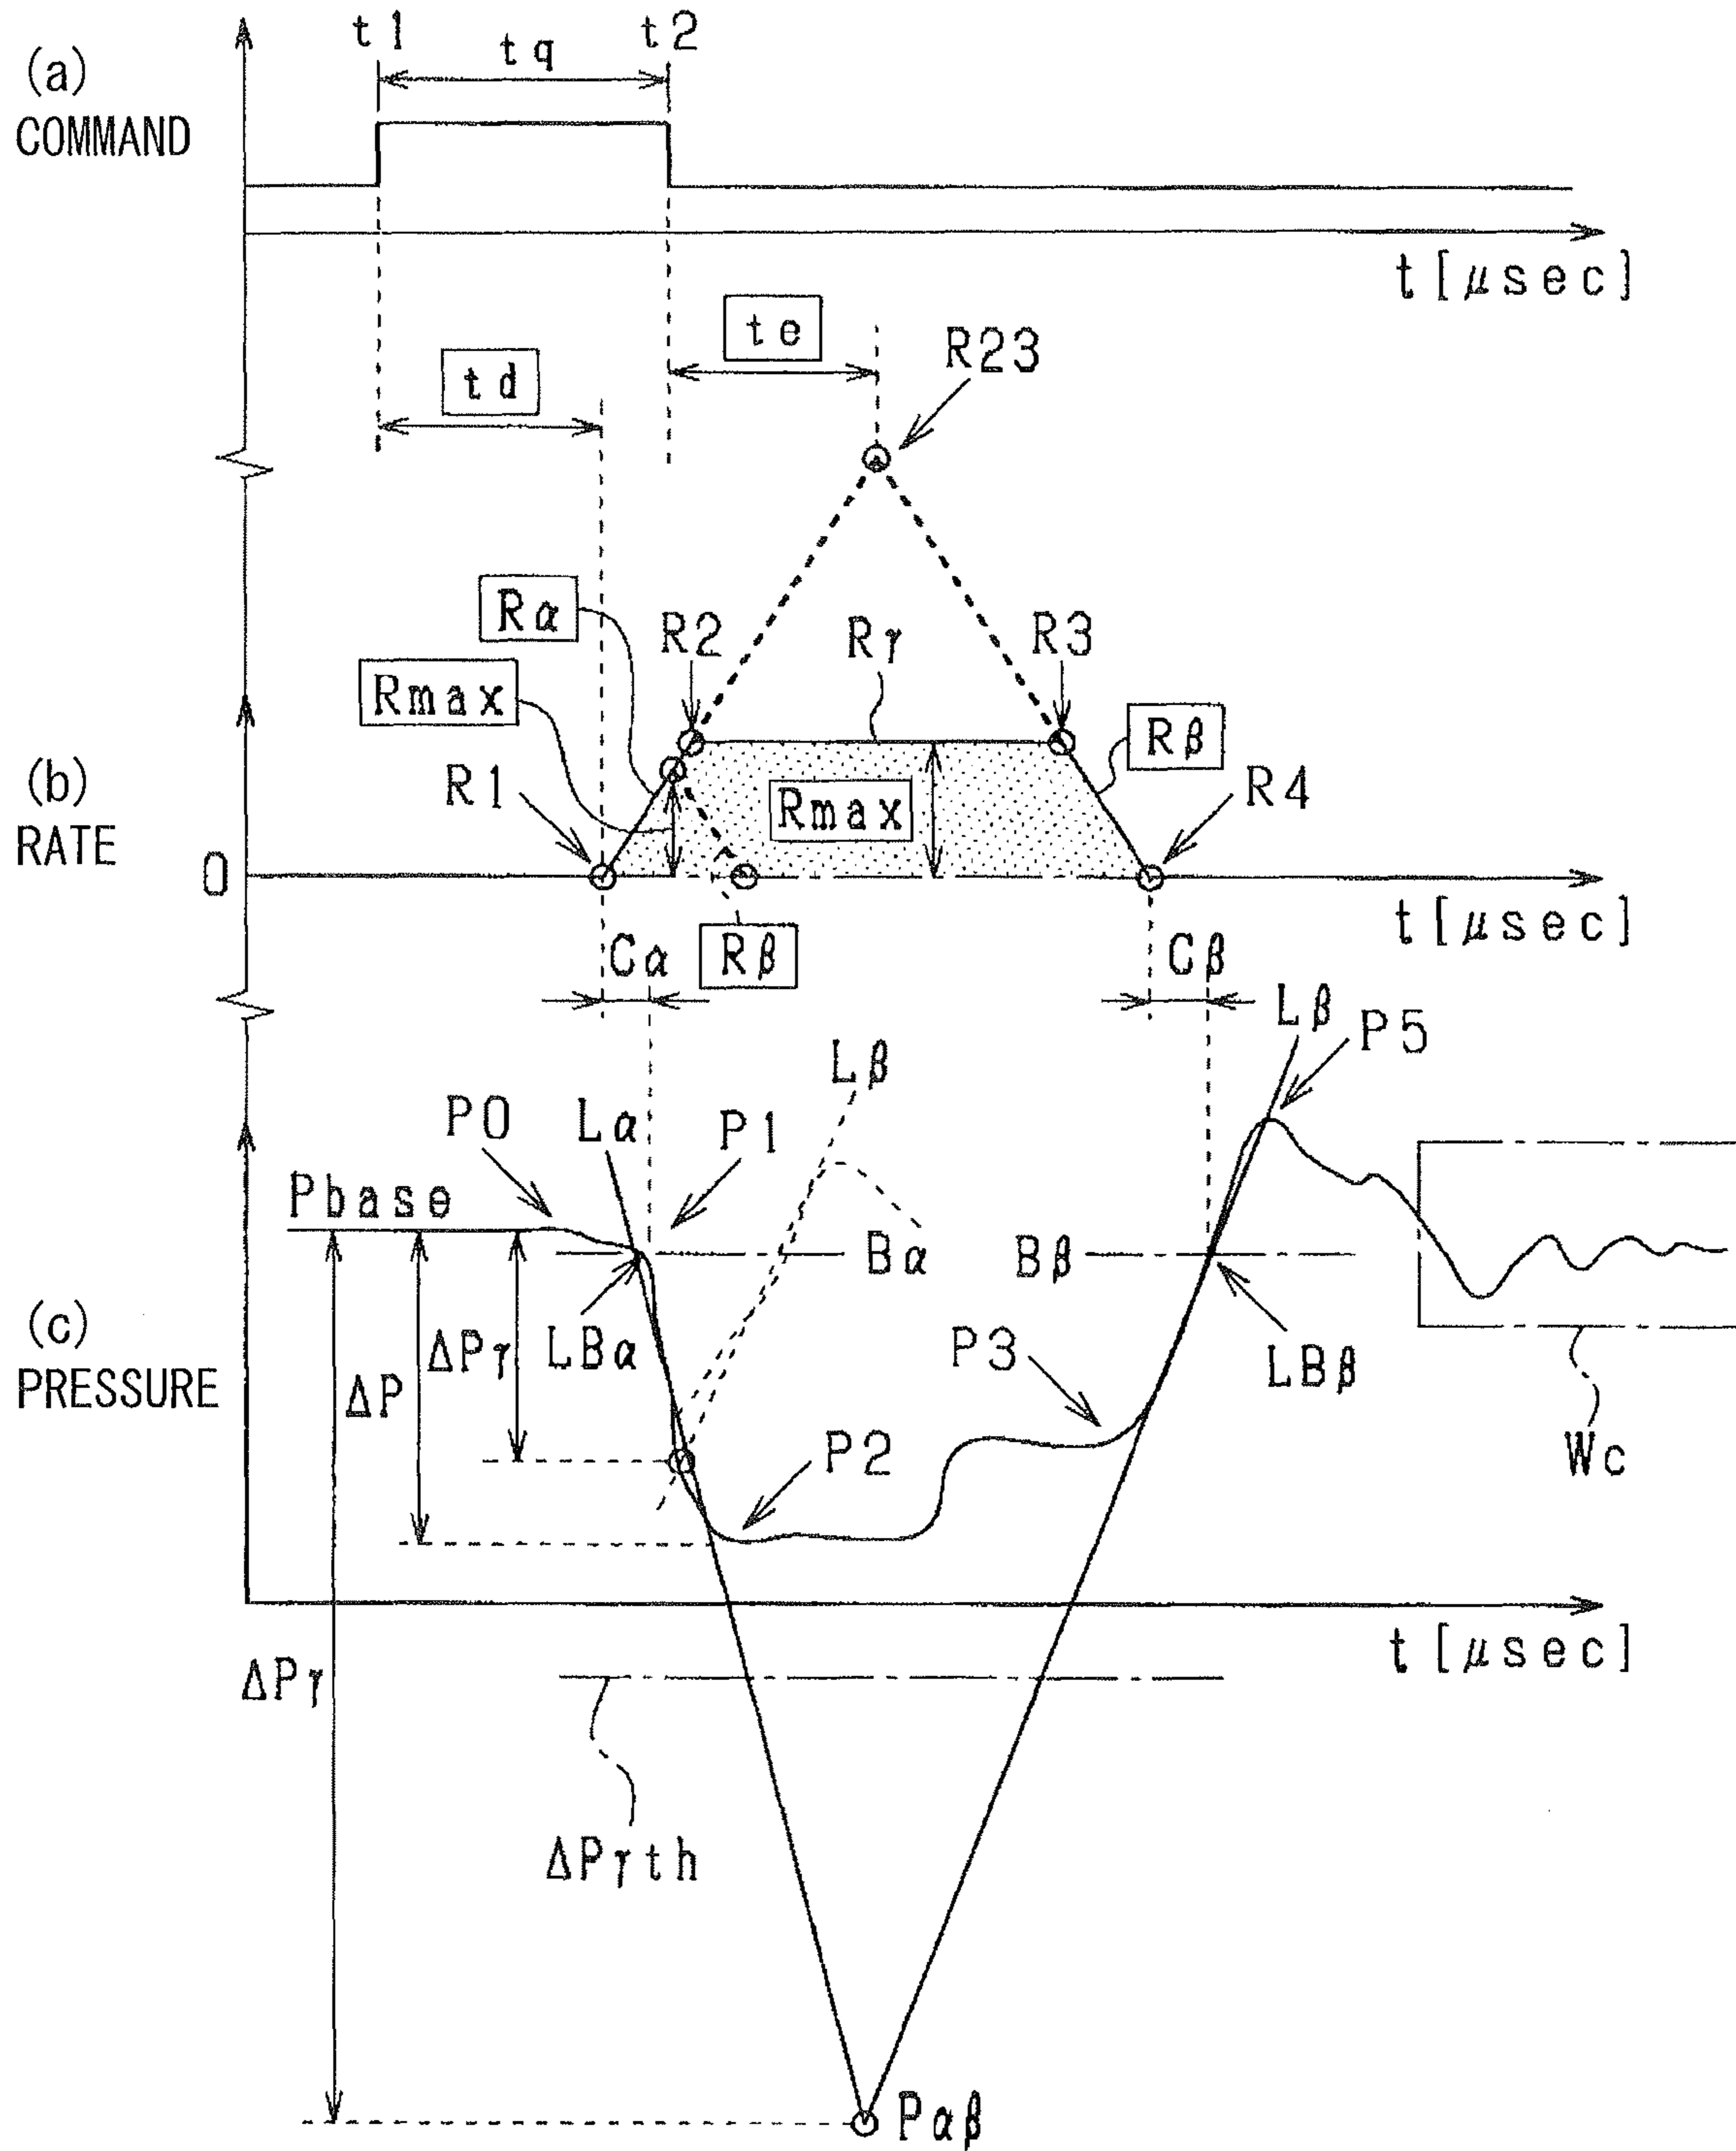 (a)
COMMAND
t1
tq
t2
t[μsec]
te
td
R23
Rα
R2
Rγ
R3
Rmax
Rβ
(b)
RATE
R1
Rmax
R4
0
t[μsec]
Cα
Rβ
Cβ
Lβ
P5
Lβ
P0
Lα
P1
Pbase
Bα
Bβ
(c)
PRESSURE
ΔPγ
LBα
P3
LBβ
ΔP
P2
Wc
t[μsec]
ΔPγ
ΔPγth
Pαβ